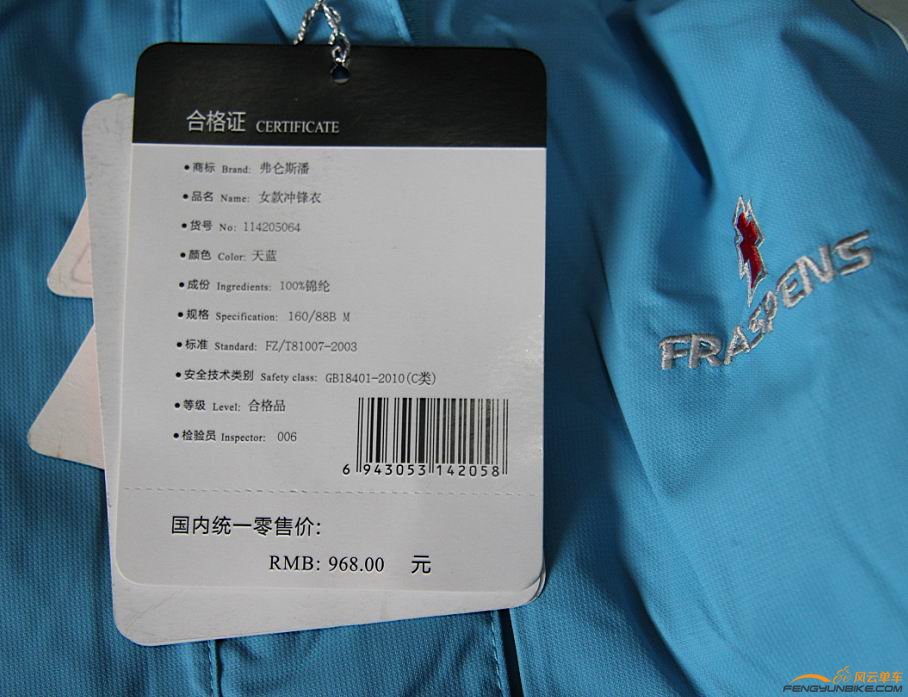 合格证 CERTIFICATE
•商标 Brand: 弗仑斯潘
•品名 Name: 女款冲锋衣
•货号 No: 114205064
•颜色 Color: 天蓝
•成份 Ingredients: 100%锦纶
•规格 Specification: 160/88B M
•标准 Standard: FZ/T81007-2003
•安全技术类别 Safety class: GB18401-2010(C类)
•等级 Level: 合格品
•检验员 Inspector: 006
6 943053 142058
国内统一零售价:
RMB: 968.00 元
FRASPENS
风云单车
FENGYUNBIKE.COM